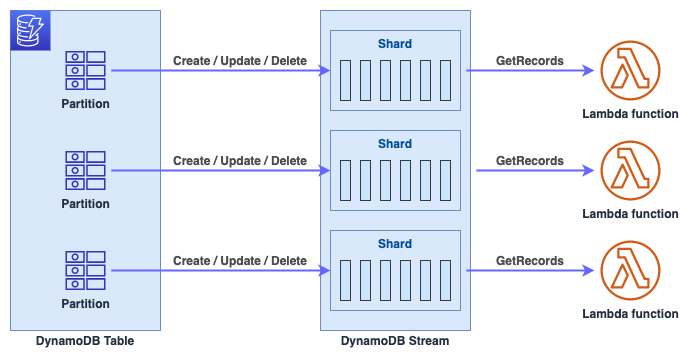 Shard
Create / Update / Delete
GetRecords
Partition
Lambda function
Shard
Create / Update / Delete
GetRecords
Partition
Lambda function
Shard
Create / Update / Delete
GetRecords
Partition
Lambda function
DynamoDB Table
DynamoDB Stream